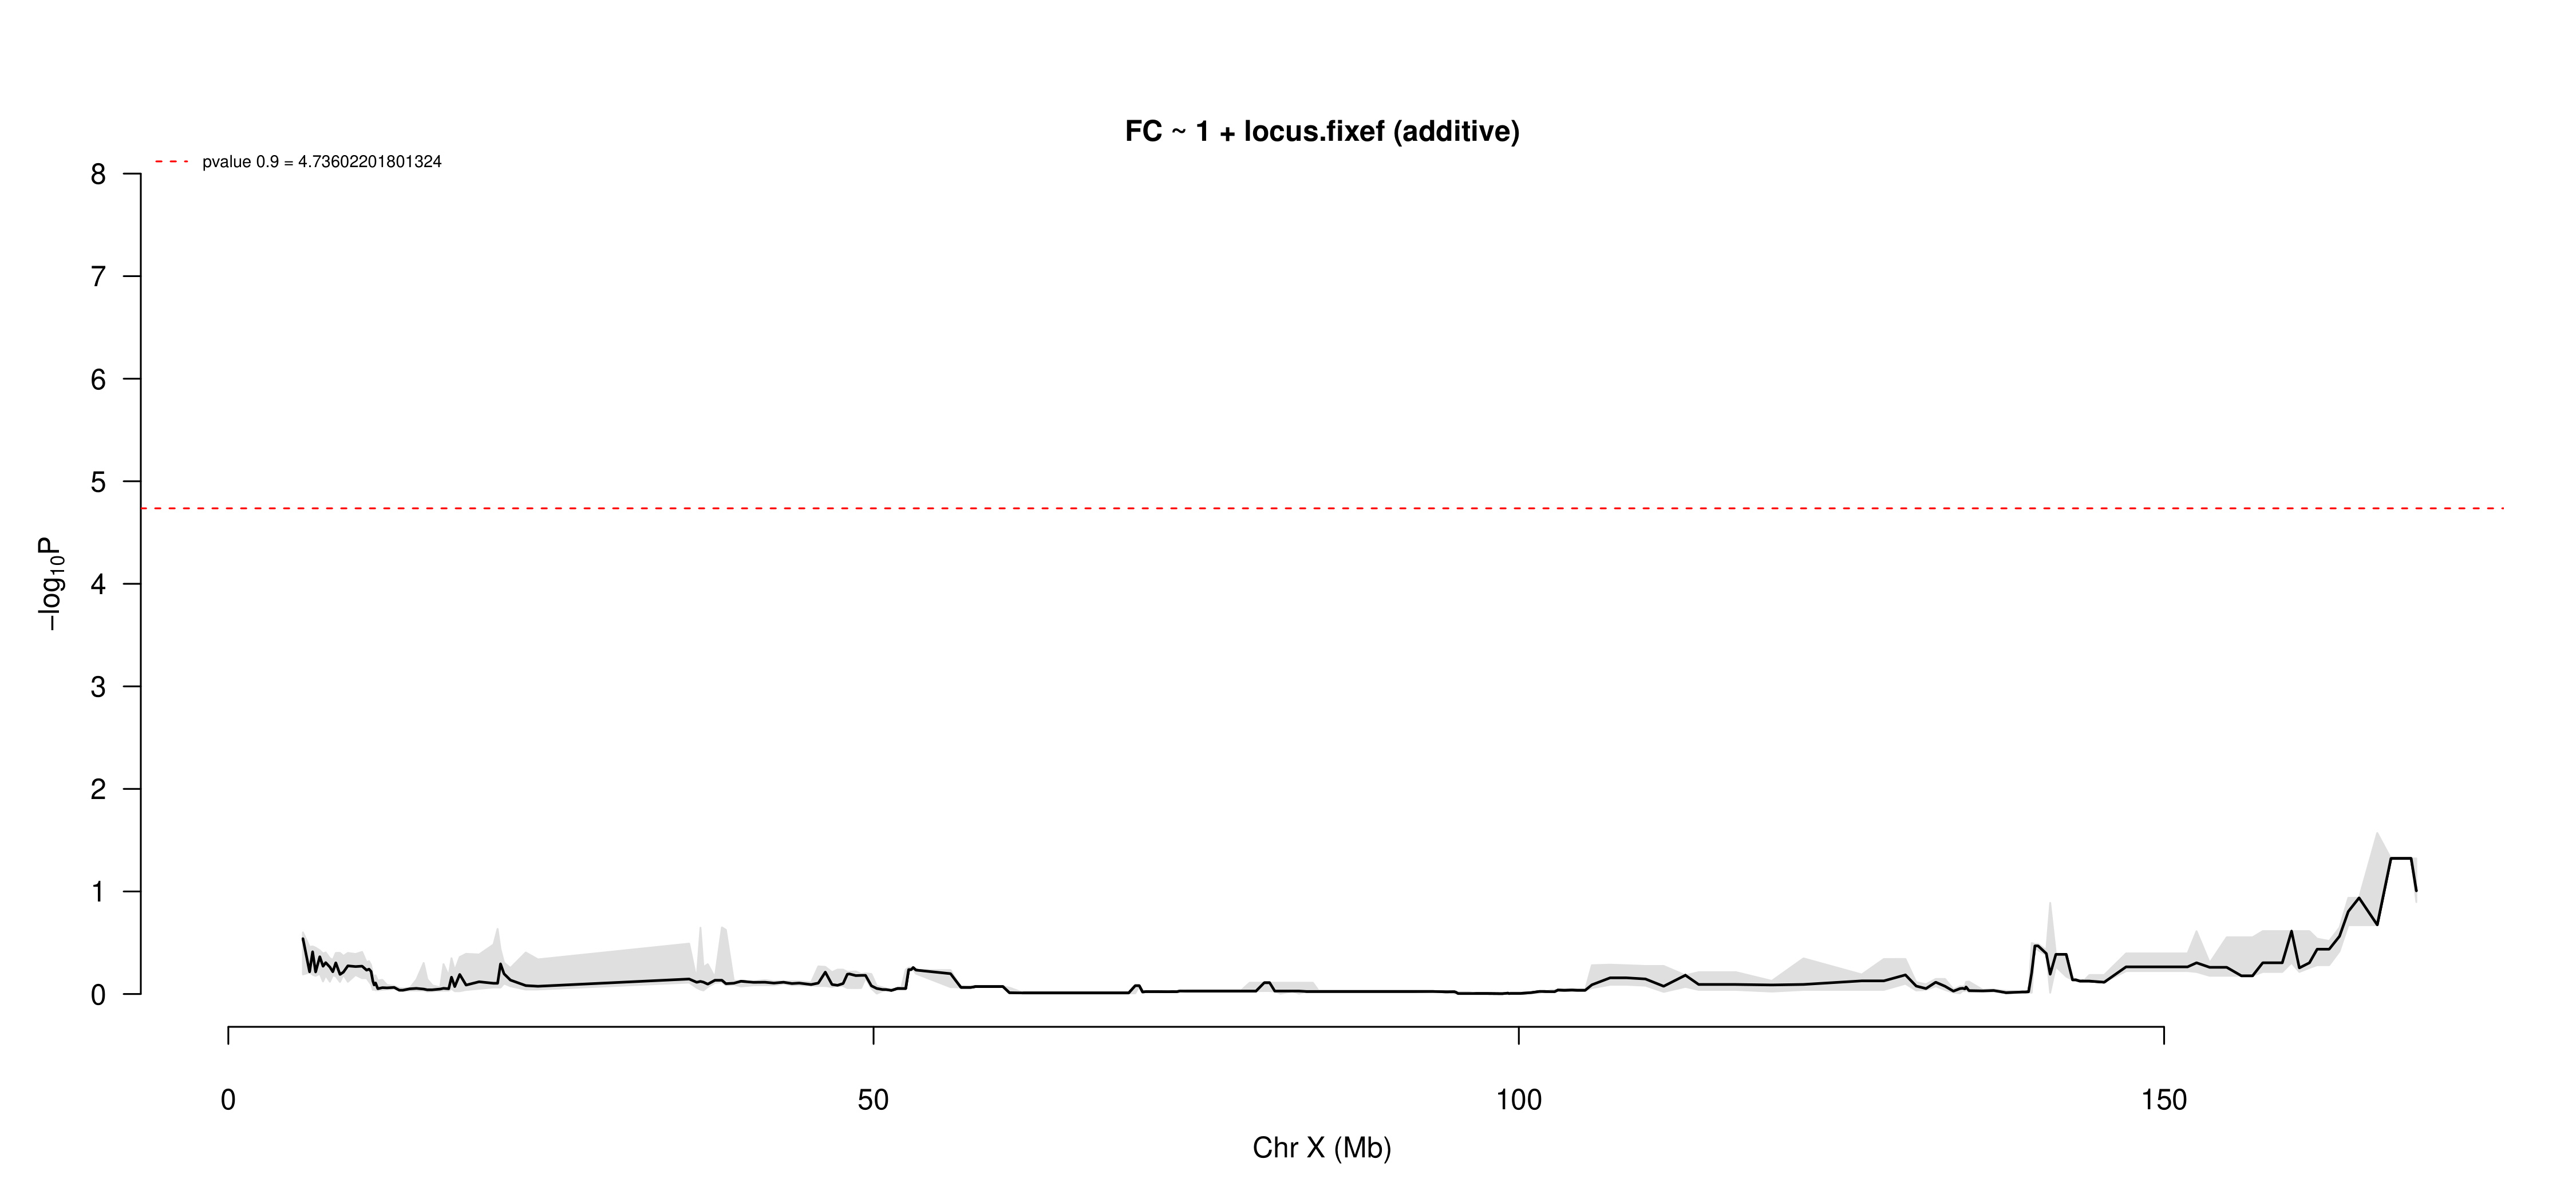 FC ~ 1 + locus.fixef (additive)
pvalue 0.9 = 4.73602201801324
8
7
6
5
4
3
2
1
0
−log10P
0 50 100 150
Chr X (Mb)